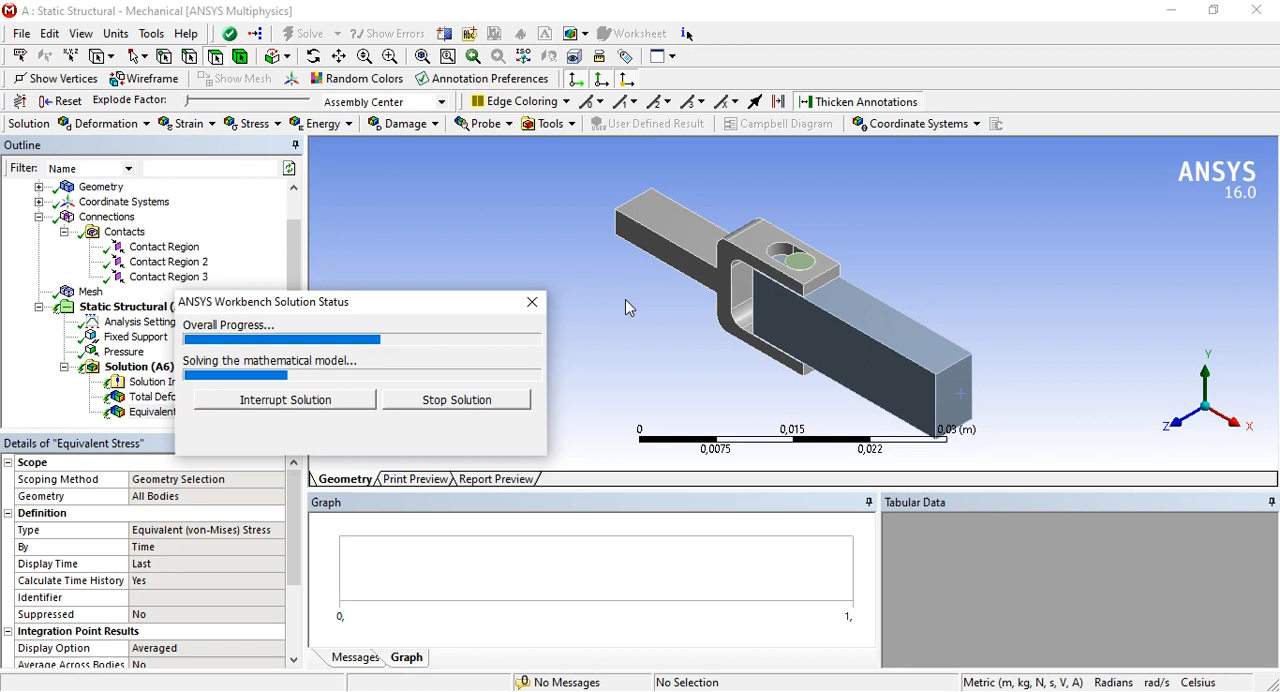 A : Static Structural - Mechanical [ANSYS Multiphysics]
File Edit View Units Tools Help Solve ?/ Show Errors Worksheet
Show Vertices Wireframe Show Mesh Random Colors Annotation Preferences
Reset Explode Factor: Assembly Center Edge Coloring Thicken Annotations
Solution Deformation Strain Stress Energy Damage Probe Tools User Defined Result Campbell Diagram Coordinate Systems
Outline
Filter: Name
Geometry
Coordinate Systems
Connections
Contacts
Contact Region
Contact Region 2
Contact Region 3
Mesh
Static Structural (
Analysis Setting
Fixed Support
Pressure
Solution (A6)
Solution In
Total Defo
Equivalent
ANSYS Workbench Solution Status
Overall Progress...
Solving the mathematical model...
Interrupt Solution Stop Solution
ANSYS
16.0
0 0,015 0,03 (m)
0,0075 0,022
Y
Z X
Geometry Print Preview Report Preview
Details of "Equivalent Stress"
Scope
Scoping Method Geometry Selection
Geometry All Bodies
Definition
Type Equivalent (von-Mises) Stress
By Time
Display Time Last
Calculate Time History Yes
Identifier
Suppressed No
Integration Point Results
Display Option Averaged
Average Across Bodies No
Graph
0, 1,
Messages Graph
Tabular Data
No Messages No Selection Metric (m, kg, N, s, V, A) Radians rad/s Celsius